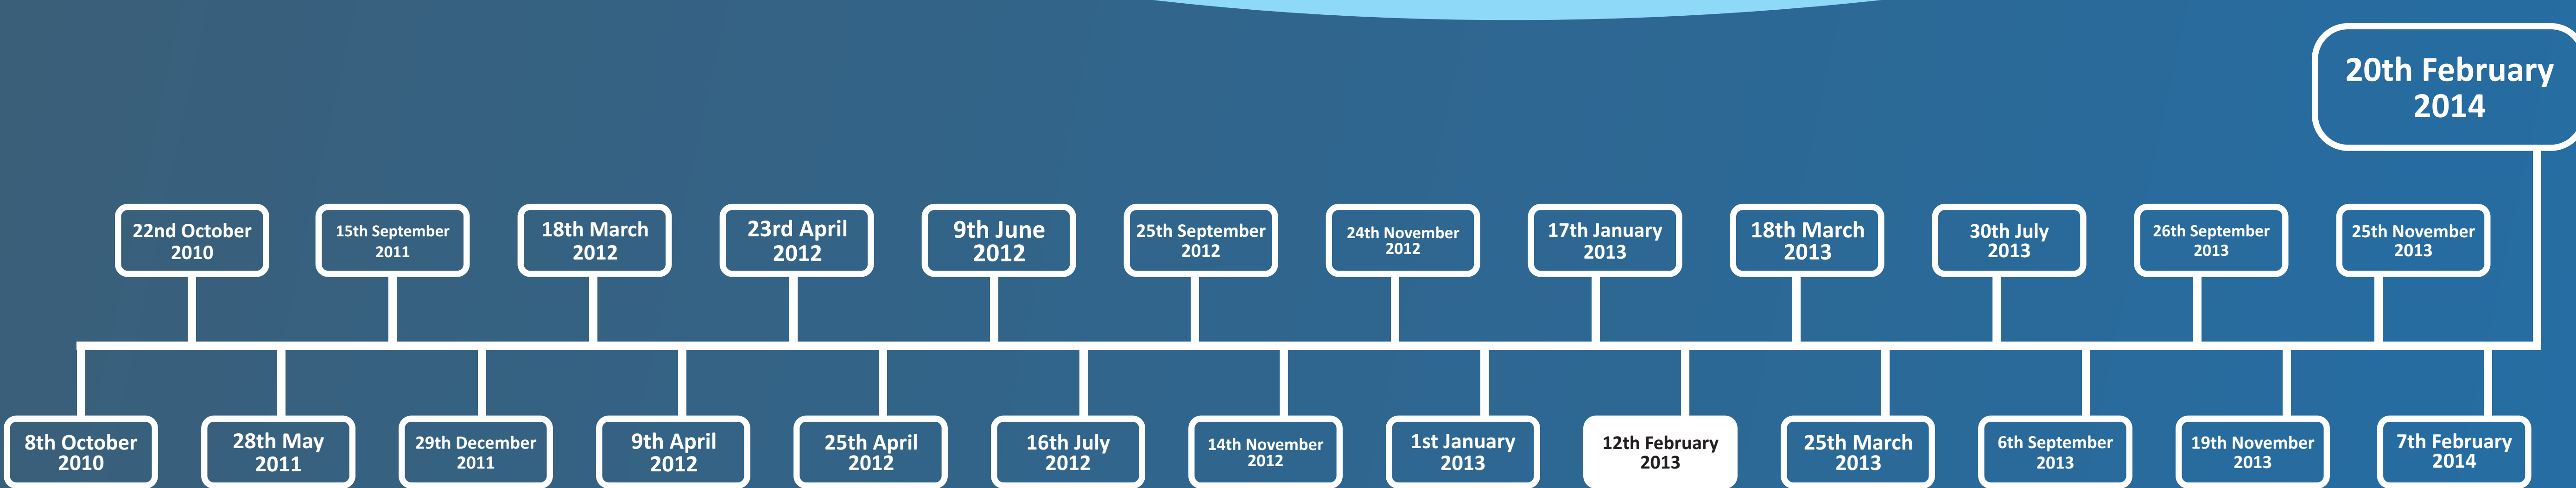 20th February
2014
22nd October
2010
15th September
2011
18th March
2012
23rd April
2012
9th June
2012
25th September
2012
24th November
2012
17th January
2013
18th March
2013
30th July
2013
26th September
2013
25th November
2013
8th October
2010
28th May
2011
29th December
2011
9th April
2012
25th April
2012
16th July
2012
14th November
2012
1st January
2013
12th February
2013
25th March
2013
6th September
2013
19th November
2013
7th February
2014